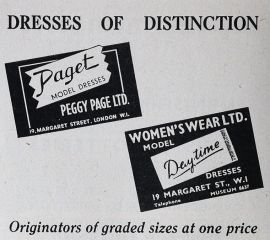 DRESSES OF DISTINCTION
Paget
MODEL DRESSES
PEGGY PAGE LTD.
19, MARGARET STREET, LONDON W.1.
WOMEN'S WEAR LTD.
MODEL
Daytime
DRESSES
19 MARGARET ST., W.1
Telephone MUSEUM 8637
Originators of graded sizes at one price